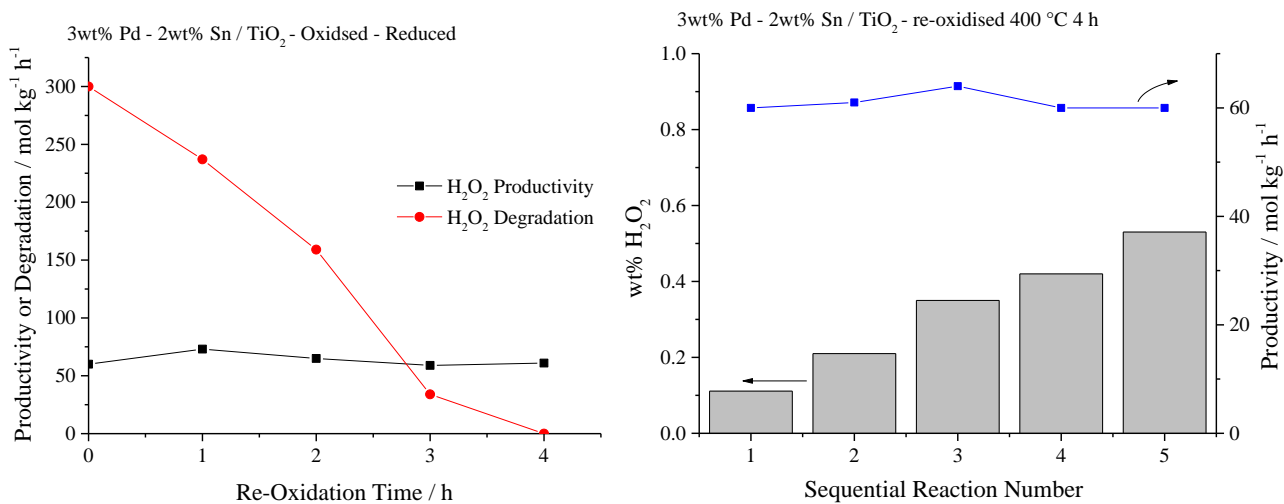 3wt% Pd - 2wt% Sn / TiO₂ - Oxidsed - Reduced
Productivity or Degradation / mol kg⁻¹ h⁻¹
300
250
200
150
100
50
0
H₂O₂ Productivity
H₂O₂ Degradation
0 1 2 3 4
Re-Oxidation Time / h
3wt% Pd - 2wt% Sn / TiO₂ - re-oxidised 400 °C 4 h
wt% H₂O₂
1.0
0.8
0.6
0.4
0.2
0.0
60
40
20
0
Productivity / mol kg⁻¹ h⁻¹
1 2 3 4 5
Sequential Reaction Number